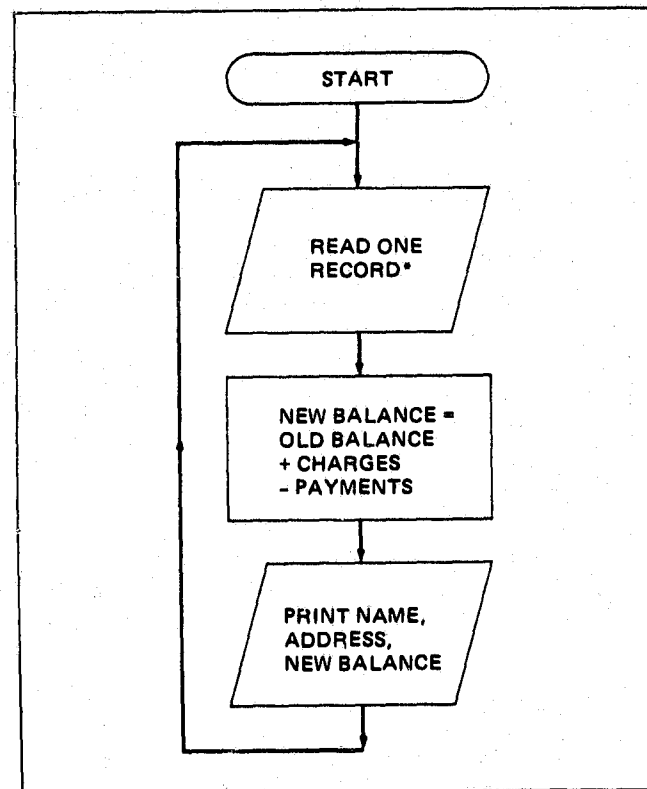 START
READ ONE
RECORD*
NEW BALANCE =
OLD BALANCE
+ CHARGES
- PAYMENTS
PRINT NAME,
ADDRESS,
NEW BALANCE